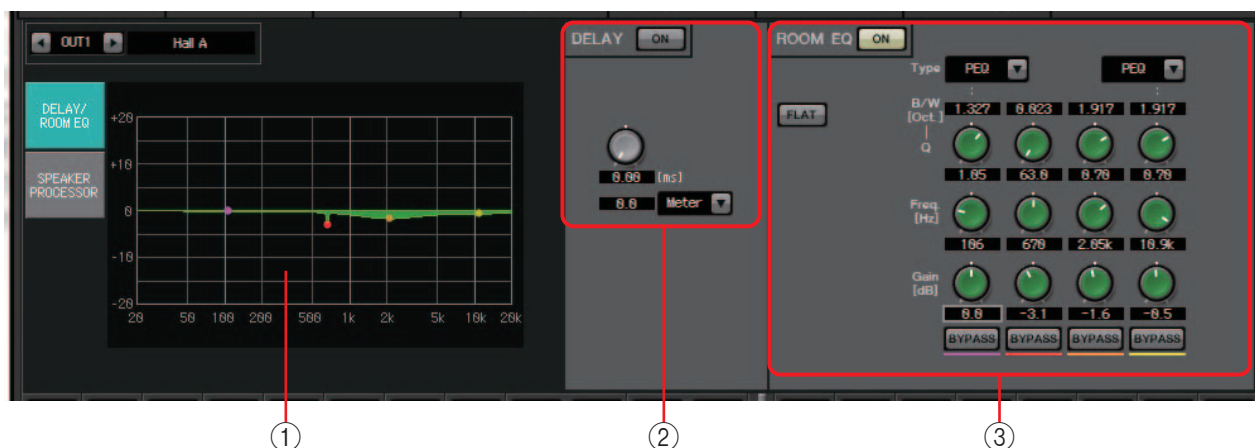 OUT1 Hall A
DELAY/
ROOM EQ
SPEAKER
PROCESSOR
+20
+10
0
-10
-20
20 50 100 200 500 1k 2k 5k 10k 20k
DELAY ON
0.00 [ms]
0.0 Meter
ROOM EQ ON
FLAT
Type PEQ PEQ
B/W
[Oct.]
1.327 0.023 1.917 1.917
Q
1.05 63.0 0.70 0.70
Freq.
[Hz]
106 670 2.05k 10.9k
Gain
[dB]
0.0 -3.1 -1.6 -0.5
BYPASS BYPASS BYPASS BYPASS
① ② ③